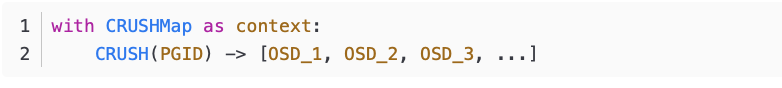 1 with CRUSHMap as context:
2     CRUSH(PGID) -> [OSD_1, OSD_2, OSD_3, ...]